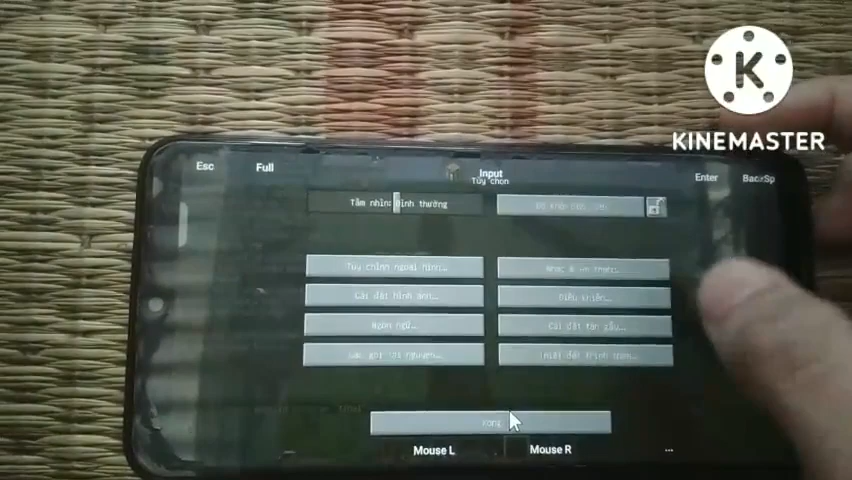 KINEMASTER
Esc Full Input Enter BackSp
Tùy chọn
Tầm nhìn: Bình thường
Tùy chỉnh ngoại hình...
Cài đặt hình ảnh... Điều khiển...
Ngôn ngữ... Cài đặt tán gẫu...
Xong
Mouse L Mouse R ...